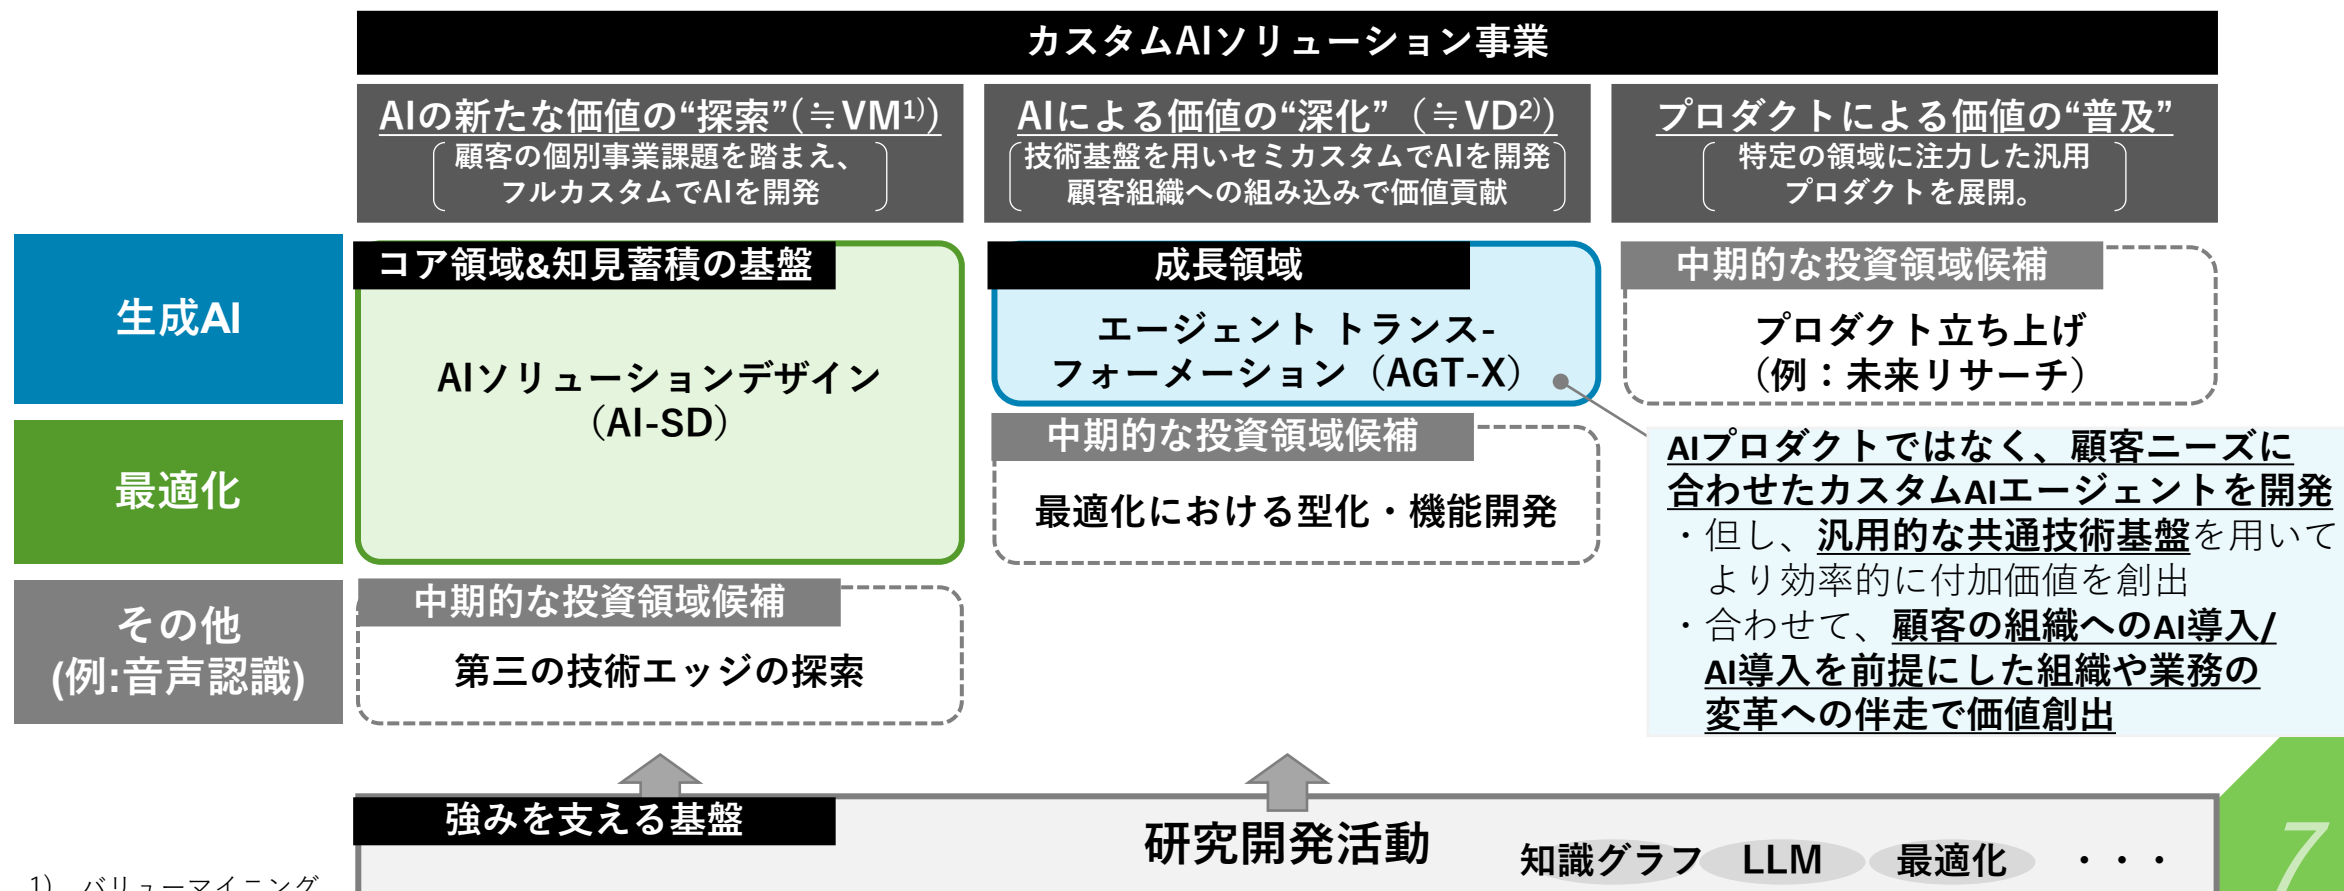 カスタムAIソリューション事業
AIの新たな価値の“探索”(≒VM1))
顧客の個別事業課題を踏まえ、
フルカスタムでAIを開発
AIによる価値の“深化”（≒VD2))
技術基盤を用いセミカスタムでAIを開発
顧客組織への組み込みで価値貢献
プロダクトによる価値の“普及”
特定の領域に注力した汎用
プロダクトを展開。
生成AI
最適化
その他
(例:音声認識)
コア領域&知見蓄積の基盤
AIソリューションデザイン
（AI-SD）
成長領域
エージェント トランス-
フォーメーション（AGT-X）
中期的な投資領域候補
プロダクト立ち上げ
（例：未来リサーチ）
中期的な投資領域候補
最適化における型化・機能開発
中期的な投資領域候補
第三の技術エッジの探索
AIプロダクトではなく、顧客ニーズに
合わせたカスタムAIエージェントを開発
・但し、汎用的な共通技術基盤を用いて
より効率的に付加価値を創出
・合わせて、顧客の組織へのAI導入/
AI導入を前提にした組織や業務の
変革への伴走で価値創出
強みを支える基盤
研究開発活動
知識グラフ
LLM
最適化
・・・
1) バリューマイニング
7